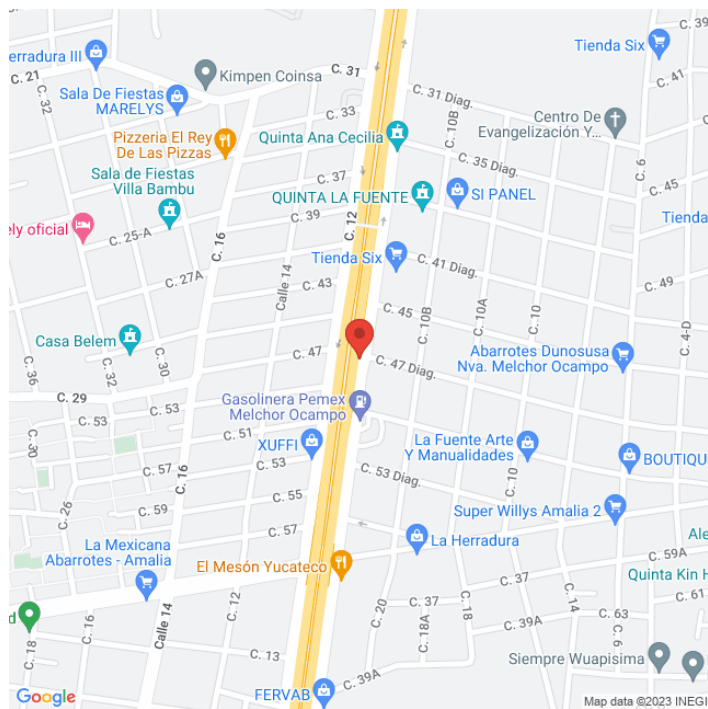 erradura III
C. 21
C. 32
Sala De Fiestas
MARELYS
Kimpen Coinsa
C. 31
C. 33
Tienda Six
C. 41
C. 31 Diag.
C. 10B
Centro De
Evangelización Y...
C. 6
Pizzeria El Rey
De Las Pizzas
Quinta Ana Cecilia
C. 35 Diag.
C. 45
Sala de Fiestas
Villa Bambu
C. 37
QUINTA LA FUENTE
SI PANEL
C. 39
C. 12
C. 16
Tienda
ely oficial
C. 25-A
Tienda Six
C. 41 Diag.
C. 27A
Calle 14
C. 43
C. 49
C. 45
C. 10A
C. 10
C. 10B
C. 4-D
Casa Belem
C. 47
C. 36
C. 32
C. 30
C. 47 Diag.
Abarrotes Dunosusa
Nva. Melchor Ocampo
C. 29
C. 53
Gasolinera Pemex
Melchor Ocampo
C. 51
C. 30
XUFFI
C. 53
C. 57
C. 16
La Fuente Arte
Y Manualidades
C. 53 Diag.
C. 10
BOUTIQU
C. 26
C. 55
C. 59
C. 57
Super Willys Amalia 2
La Mexicana
Abarrotes - Amalia
La Herradura
Ale
C. 59A
El Mesón Yucateco
C. 37
Quinta Kin H
C. 61
d
C. 18
C. 16
Calle 14
C. 12
C. 20
C. 37
C. 18A
C. 18
C. 39A
C. 14
C. 63
C. 6
C. 13
C. 39A
Siempre Wuapisima
FERVAB
Google
Map data ©2023 INEGI